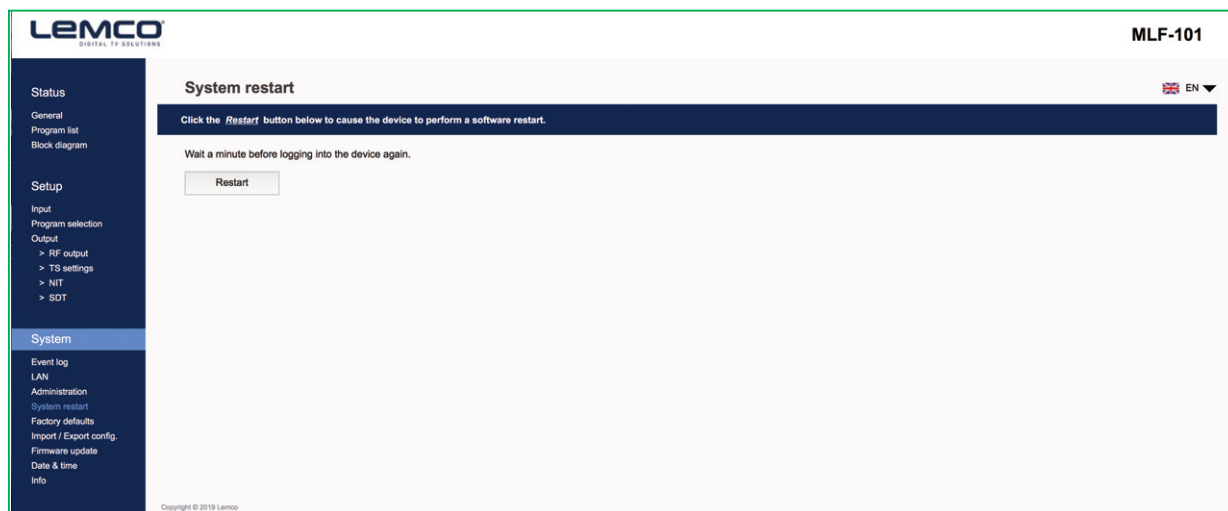 LEMCO
DIGITAL TV SOLUTIONS
MLF-101
Status
General
Program list
Block diagram
Setup
Input
Program selection
Output
> RF output
> TS settings
> NIT
> SDT
System
Event log
LAN
Administration
System restart
Factory defaults
Import / Export config.
Firmware update
Date & time
Info
System restart
EN
Click the Restart button below to cause the device to perform a software restart.
Wait a minute before logging into the device again.
Restart
Copyright © 2019 Lemco